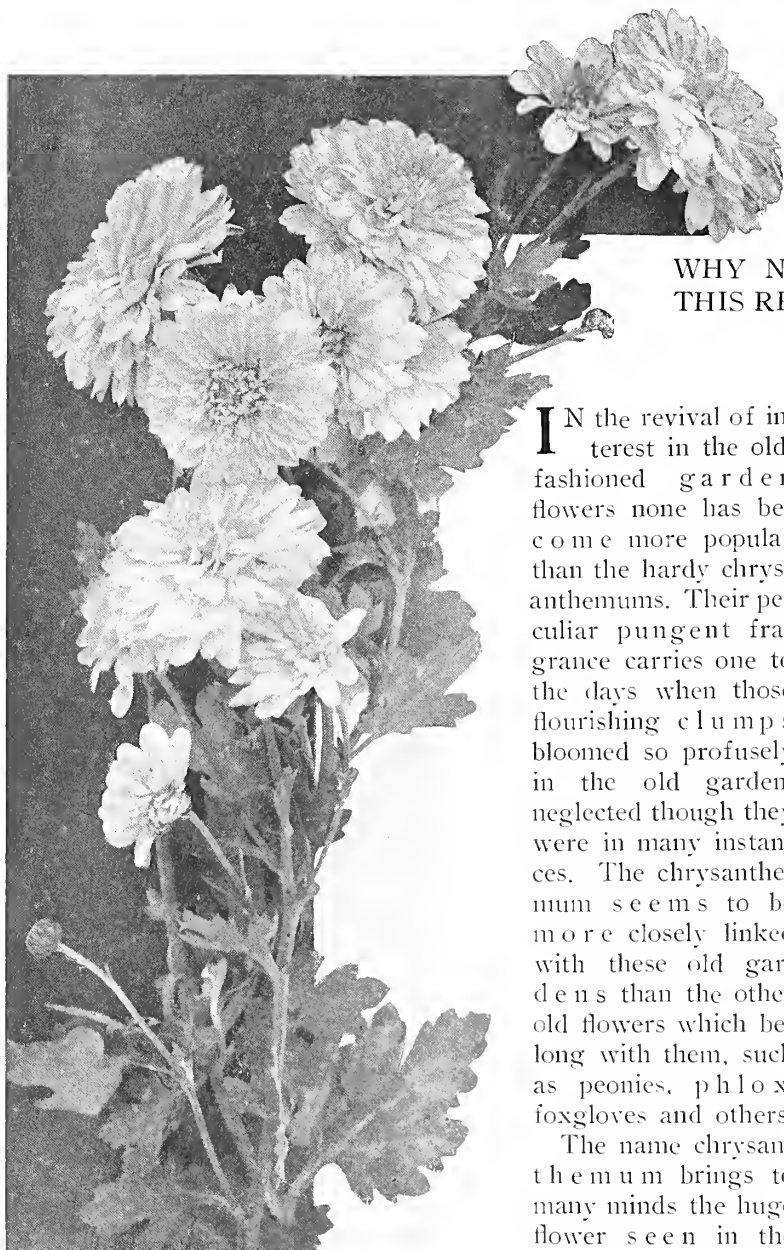 WHY N
THIS RE
IN the revival of in-
terest in the old-
fashioned garden
flowers none has be-
come more popula
than the hardy chrys-
anthemums. Their pe-
culiar pungent fra-
grance carries one to
the days when those
flourishing clumps
bloomed so profusely
in the old garden
neglected though they
were in many instan-
ces. The chrysanthe-
mum seems to b
more closely linked
with these old gar-
dens than the othe
old flowers which be-
long with them, such
as peonies, phlox
foxgloves and others
The name chrysan-
themum brings to
many minds the huge
flower seen in th